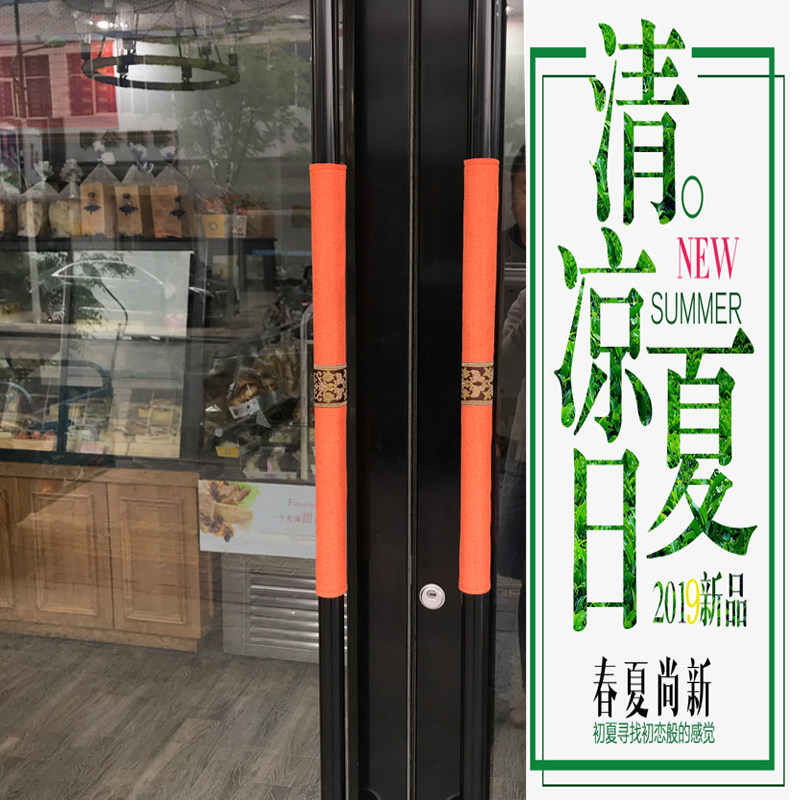 清。
凉夏
日
NEW
SUMMER
2019新品
春夏尚新
初夏寻找初恋般的感觉